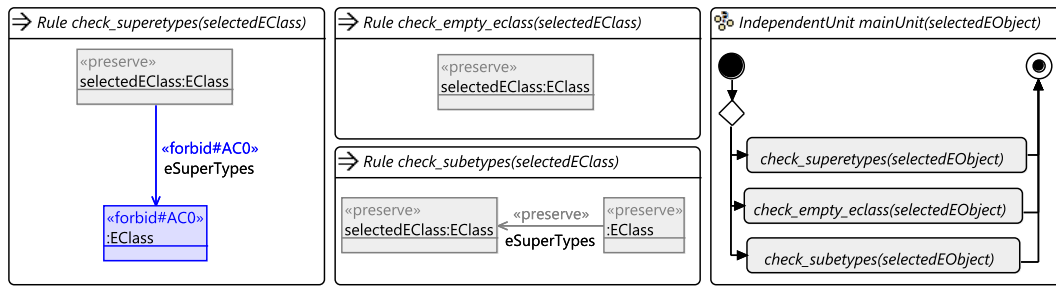 Rule check_superetypes(selectedEClass)
«preserve»
selectedEClass:EClass
«forbid#AC0»
eSuperTypes
«forbid#AC0»
:EClass
Rule check_empty_eclass(selectedEClass)
«preserve»
selectedEClass:EClass
Rule check_subetypes(selectedEClass)
«preserve»
selectedEClass:EClass
«preserve»
eSuperTypes
«preserve»
:EClass
IndependentUnit mainUnit(selectedEObject)
check_superetypes(selectedEObject)
check_empty_eclass(selectedEObject)
check_subetypes(selectedEObject)